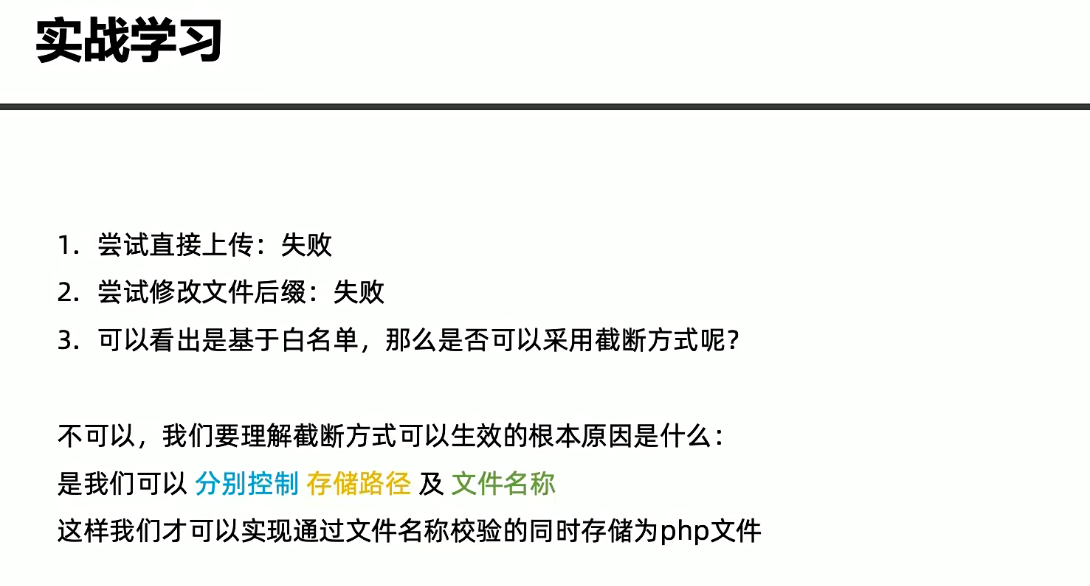 实战学习
1. 尝试直接上传：失败
2. 尝试修改文件后缀：失败
3. 可以看出是基于白名单，那么是否可以采用截断方式呢？
不可以，我们要理解截断方式可以生效的根本原因是什么：
是我们可以 分别控制 存储路径 及 文件名称
这样我们才可以实现通过文件名称校验的同时存储为php文件